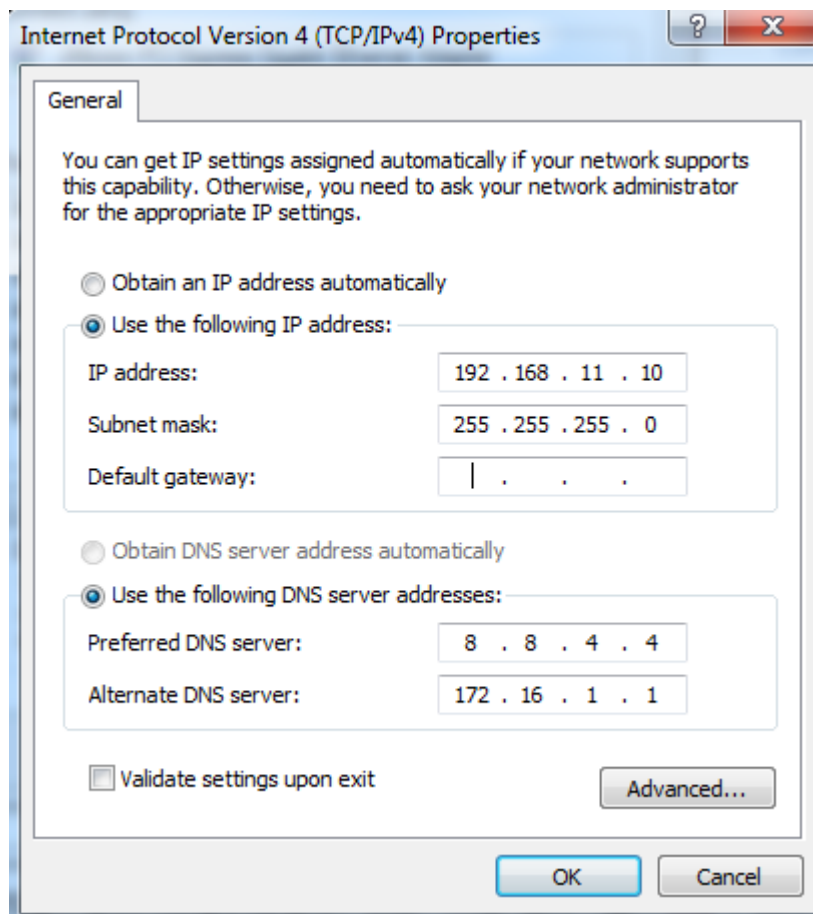 Internet Protocol Version 4 (TCP/IPv4) Properties
General
You can get IP settings assigned automatically if your network supports
this capability. Otherwise, you need to ask your network administrator
for the appropriate IP settings.
Obtain an IP address automatically
Use the following IP address:
IP address: 192 . 168 . 11 . 10
Subnet mask: 255 . 255 . 255 . 0
Default gateway: . . .
Obtain DNS server address automatically
Use the following DNS server addresses:
Preferred DNS server: 8 . 8 . 4 . 4
Alternate DNS server: 172 . 16 . 1 . 1
Validate settings upon exit
Advanced...
OK Cancel